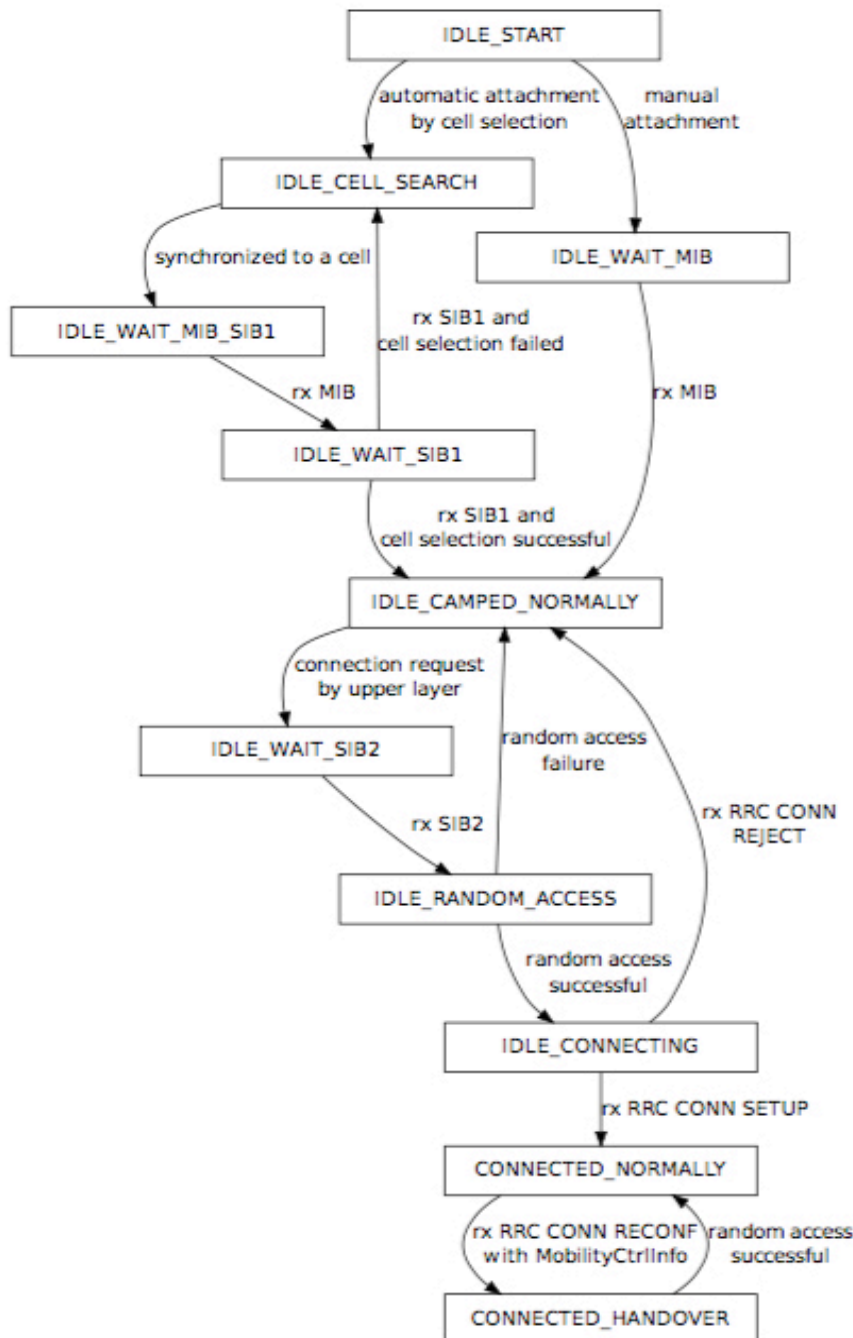 IDLE_START
automatic attachment
by cell selection
manual
attachment
IDLE_CELL_SEARCH
IDLE_WAIT_MIB
synchronized to a cell
IDLE_WAIT_MIB_SIB1
rx SIB1 and
cell selection failed
rx MIB
rx MIB
IDLE_WAIT_SIB1
rx SIB1 and
cell selection successful
IDLE_CAMPED_NORMALLY
connection request
by upper layer
IDLE_WAIT_SIB2
random access
failure
rx SIB2
rx RRC CONN
REJECT
IDLE_RANDOM_ACCESS
random access
successful
IDLE_CONNECTING
rx RRC CONN SETUP
CONNECTED_NORMALLY
rx RRC CONN RECONF
with MobilityCtrlInfo
random access
successful
CONNECTED_HANDOVER